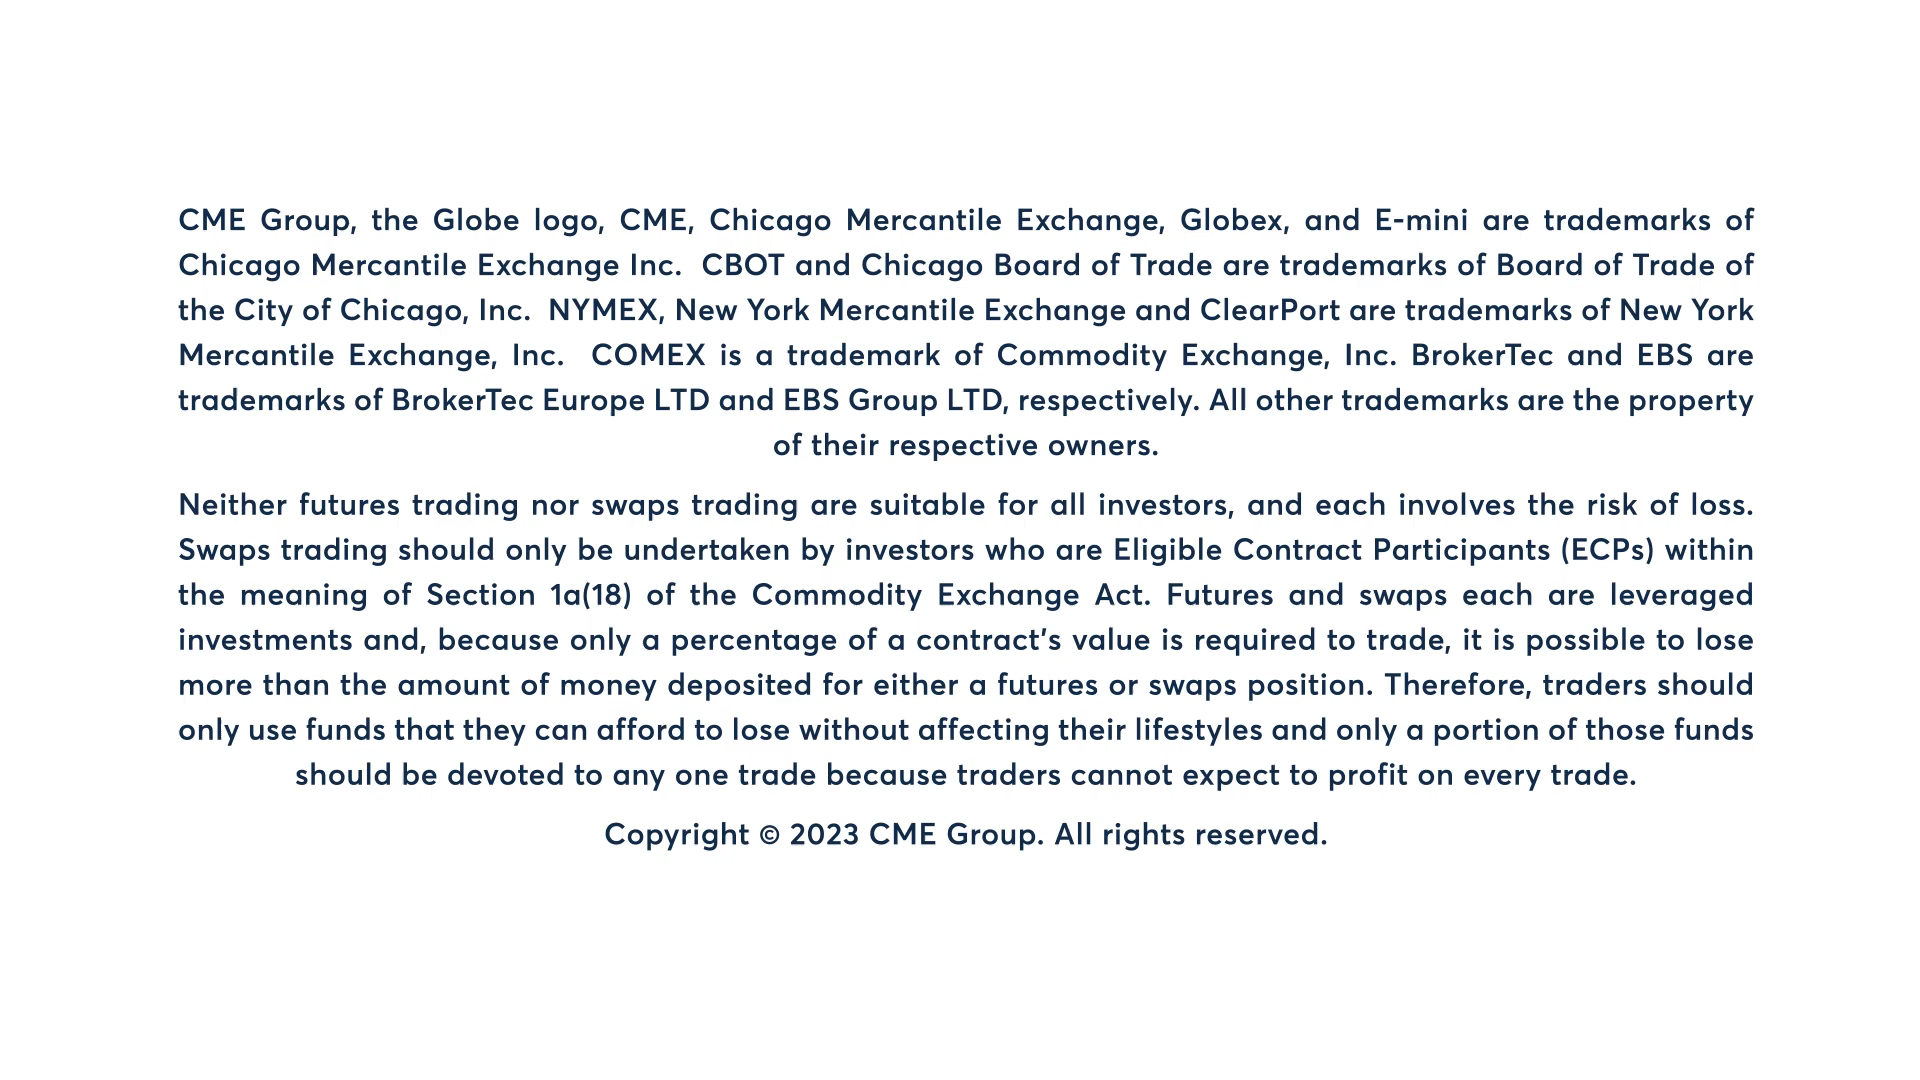 CME Group, the Globe logo, CME, Chicago Mercantile Exchange, Globex, and E-mini are trademarks of
Chicago Mercantile Exchange Inc.  CBOT and Chicago Board of Trade are trademarks of Board of Trade of
the City of Chicago, Inc.  NYMEX, New York Mercantile Exchange and ClearPort are trademarks of New York
Mercantile Exchange, Inc.  COMEX is a trademark of Commodity Exchange, Inc. BrokerTec and EBS are
trademarks of BrokerTec Europe LTD and EBS Group LTD, respectively. All other trademarks are the property
of their respective owners.
Neither futures trading nor swaps trading are suitable for all investors, and each involves the risk of loss.
Swaps trading should only be undertaken by investors who are Eligible Contract Participants (ECPs) within
the meaning of Section 1a(18) of the Commodity Exchange Act. Futures and swaps each are leveraged
investments and, because only a percentage of a contract's value is required to trade, it is possible to lose
more than the amount of money deposited for either a futures or swaps position. Therefore, traders should
only use funds that they can afford to lose without affecting their lifestyles and only a portion of those funds
should be devoted to any one trade because traders cannot expect to profit on every trade.
Copyright © 2023 CME Group. All rights reserved.